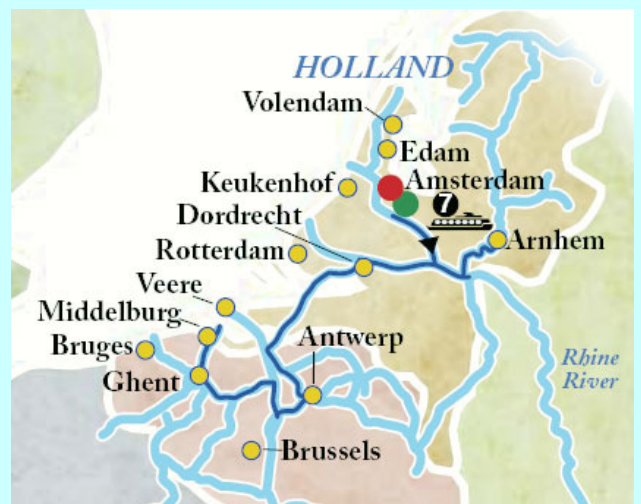 HOLLAND
Volendam
Edam
Keukenhof
Amsterdam
7
Dordrecht
Rotterdam
Arnhem
Veere
Middelburg
Bruges
Antwerp
Ghent
Rhine
River
Brussels